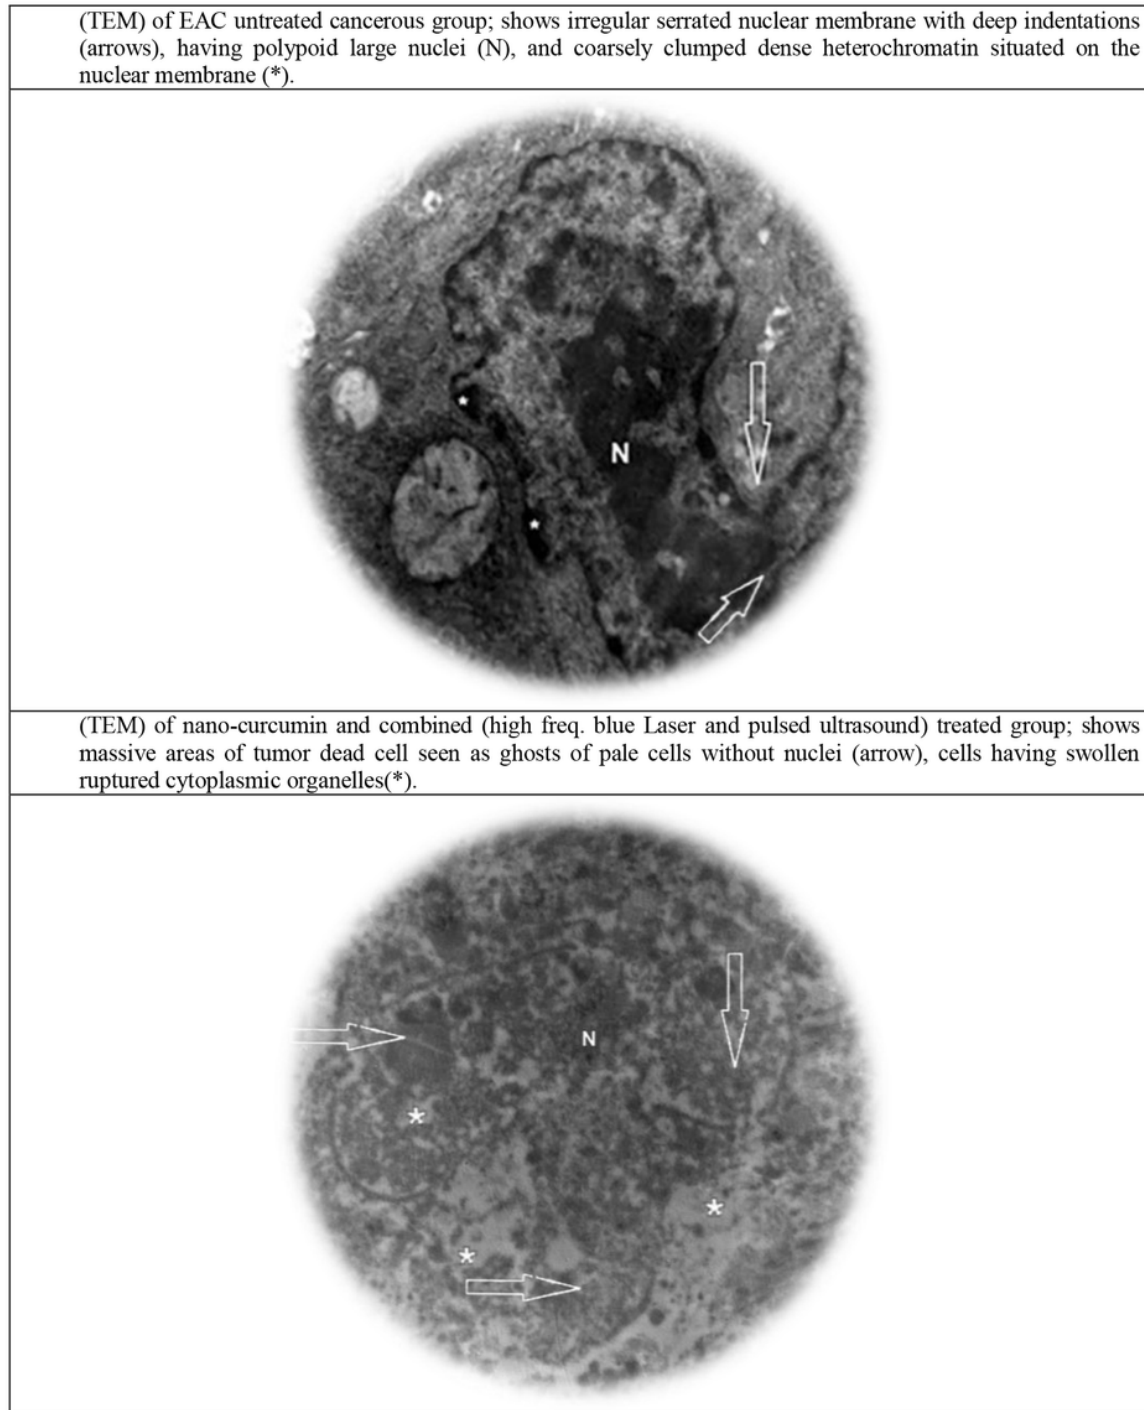 (TEM) of EAC untreated cancerous group; shows irregular serrated nuclear membrane with deep indentations
(arrows), having polypoid large nuclei (N), and coarsely clumped dense heterochromatin situated on the
nuclear membrane (*).
*
N
*
(TEM) of nano-curcumin and combined (high freq. blue Laser and pulsed ultrasound) treated group; shows
massive areas of tumor dead cell seen as ghosts of pale cells without nuclei (arrow), cells having swollen
ruptured cytoplasmic organelles(*).
N
*
*
*